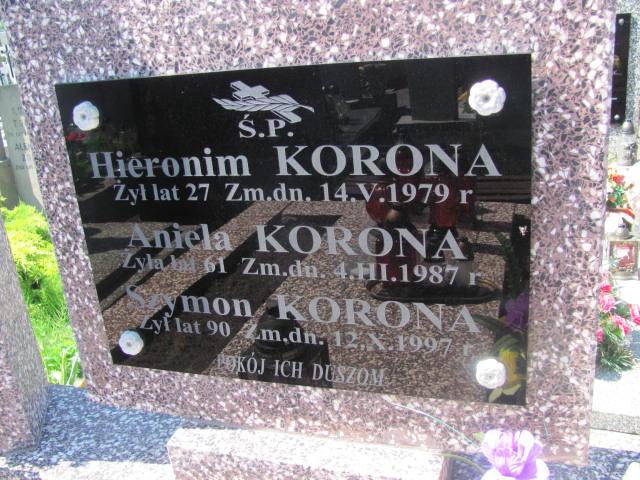 Ś.P.
Hieronim KORONA
Żył lat 27 Zm.dn. 14.V.1979 r
Aniela KORONA
Żyła lat 61 Zm.dn. 4.III.1987 r
Szymon KORONA
Żył lat 90 Zm.dn. 12.X.1997 r.
POKÓJ ICH DUSZOM